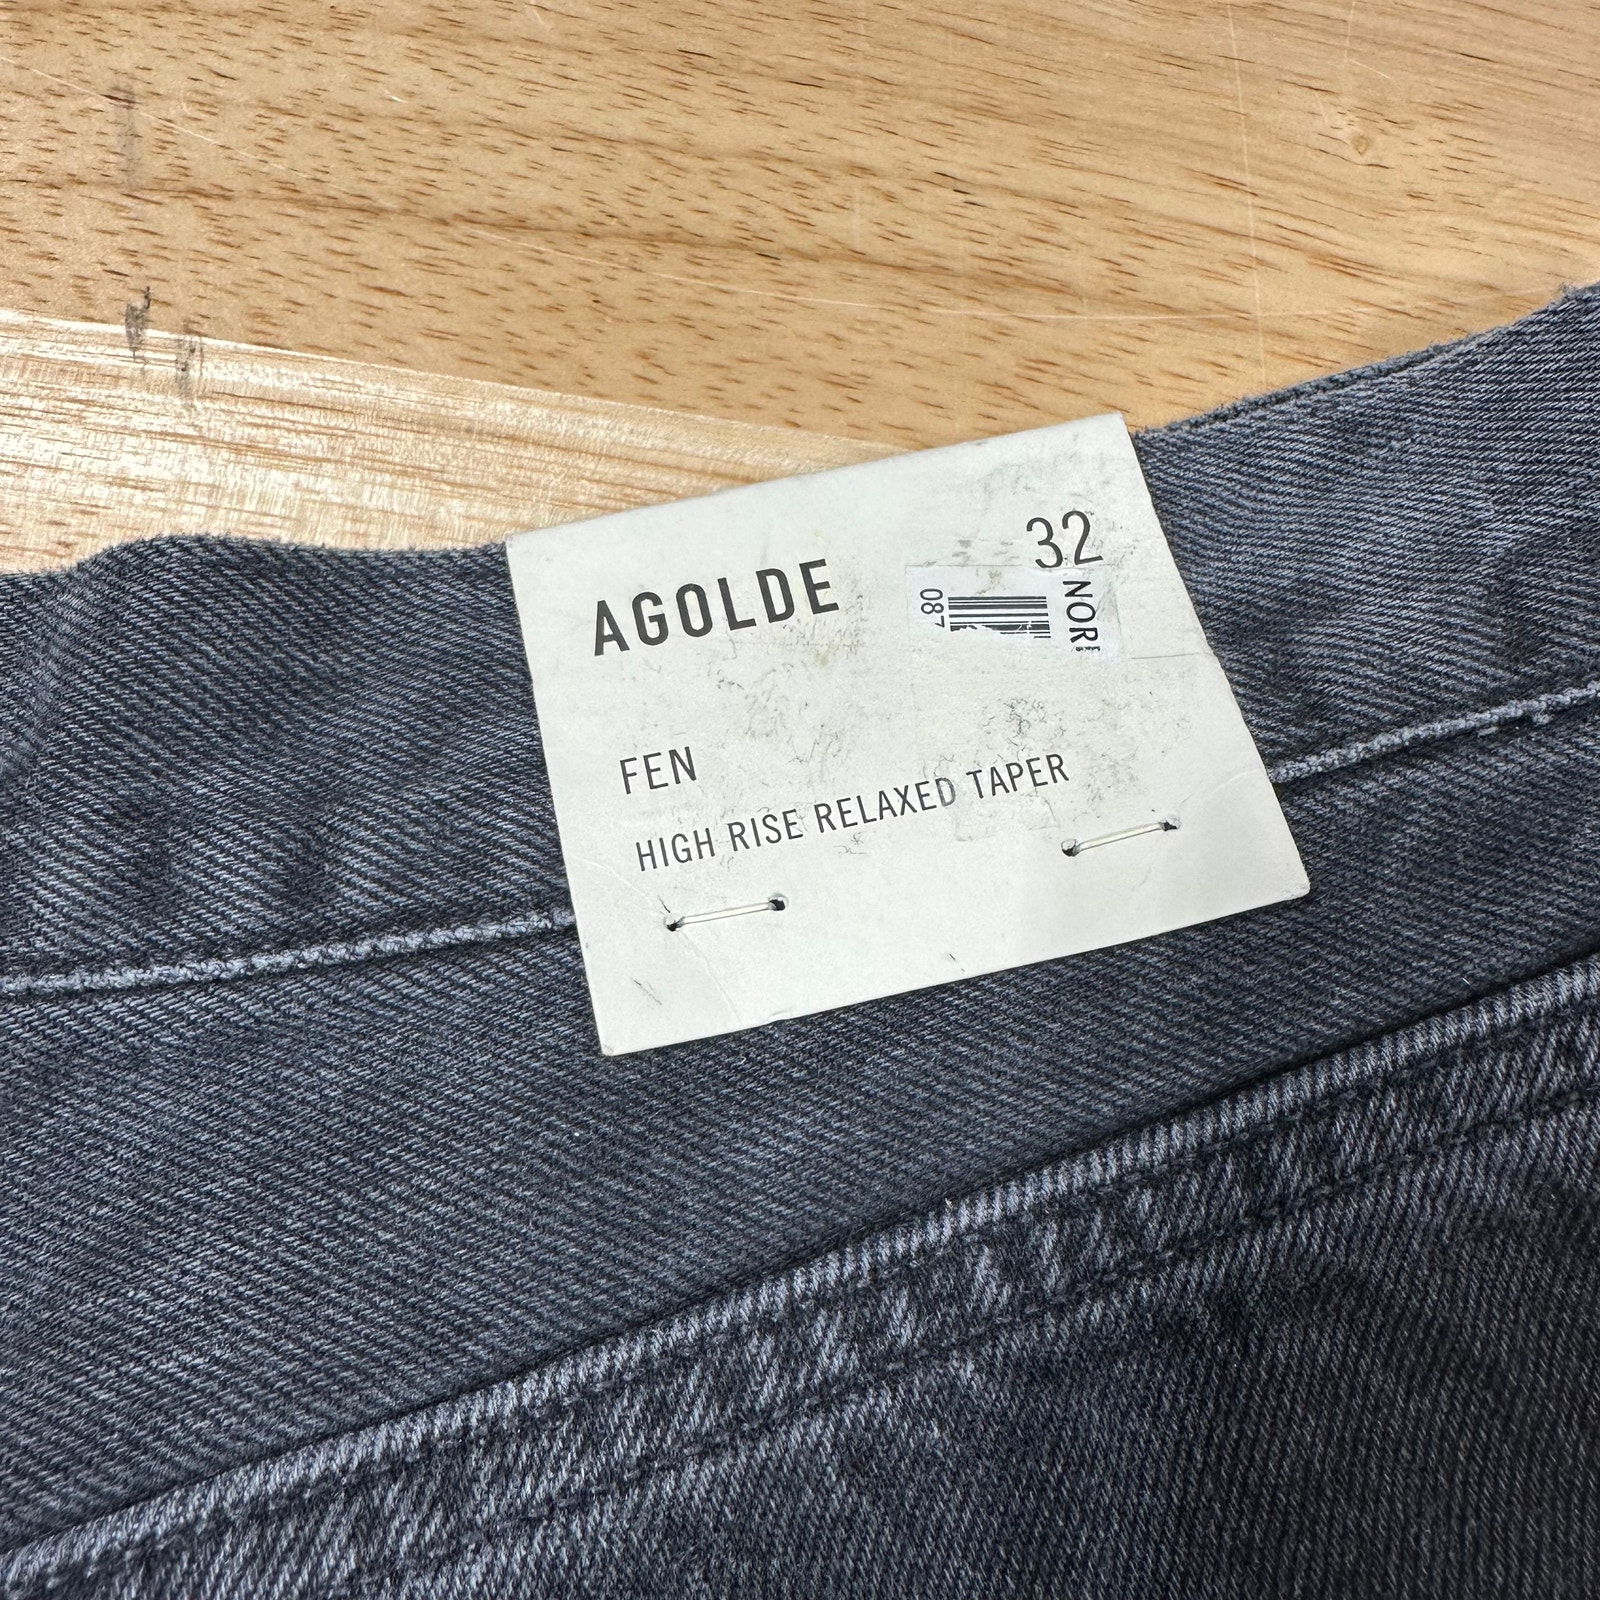 AGOLDE
32
087
NOR
FEN
HIGH RISE RELAXED TAPER